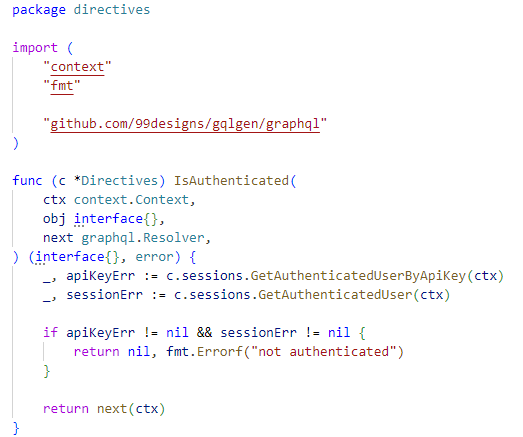 package directives

import (
    "context"
    "fmt"

    "github.com/99designs/gqlgen/graphql"
)

func (c *Directives) IsAuthenticated(
    ctx context.Context,
    obj interface{},
    next graphql.Resolver,
) (interface{}, error) {
    _, apiKeyErr := c.sessions.GetAuthenticatedUserByApiKey(ctx)
    _, sessionErr := c.sessions.GetAuthenticatedUser(ctx)

    if apiKeyErr != nil && sessionErr != nil {
        return nil, fmt.Errorf("not authenticated")
    }

    return next(ctx)
}